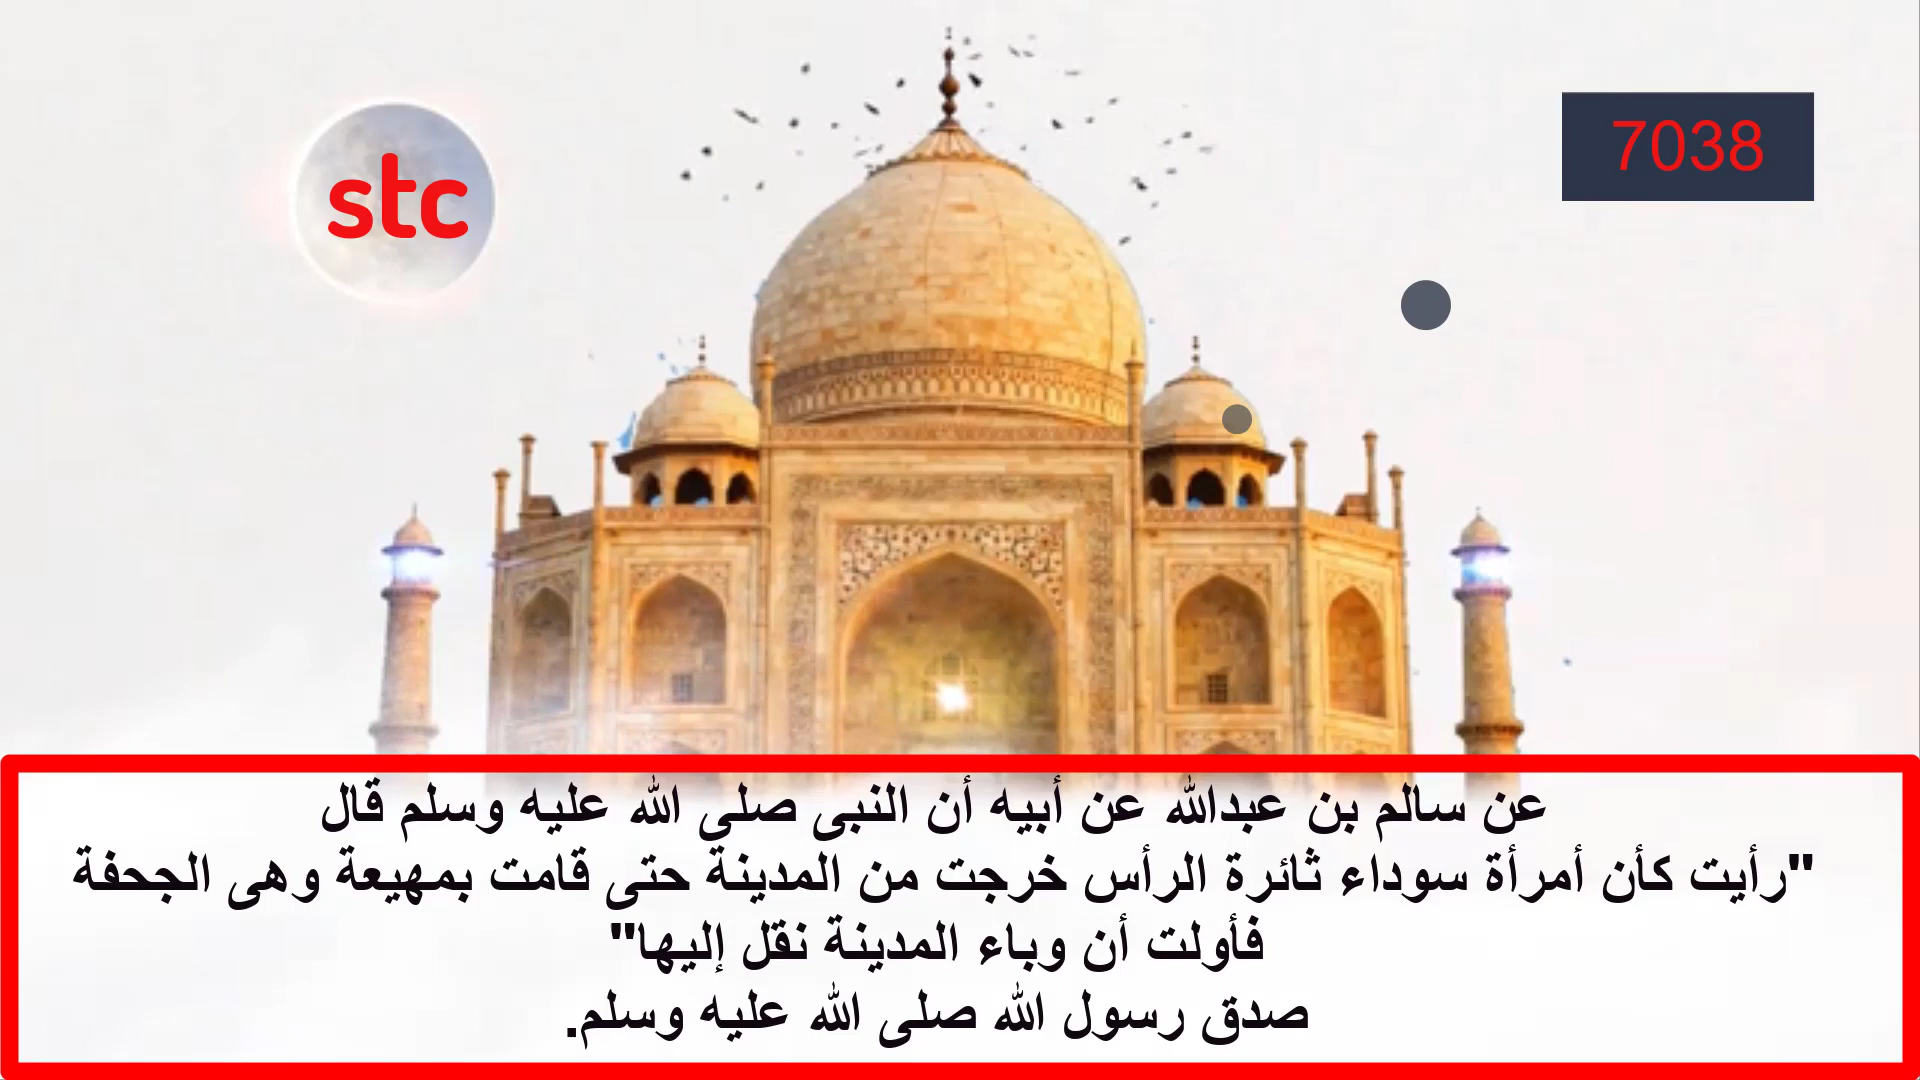 stc
7038
عن سالم بن عبدالله عن أبيه أن النبى صلي الله عليه وسلم قال
"رأيت كأن أمرأة سوداء ثائرة الرأس خرجت من المدينة حتى قامت بمهيعة وهى الجحفة
فأولت أن وباء المدينة نقل إليها"
صدق رسول الله صلى الله عليه وسلم.